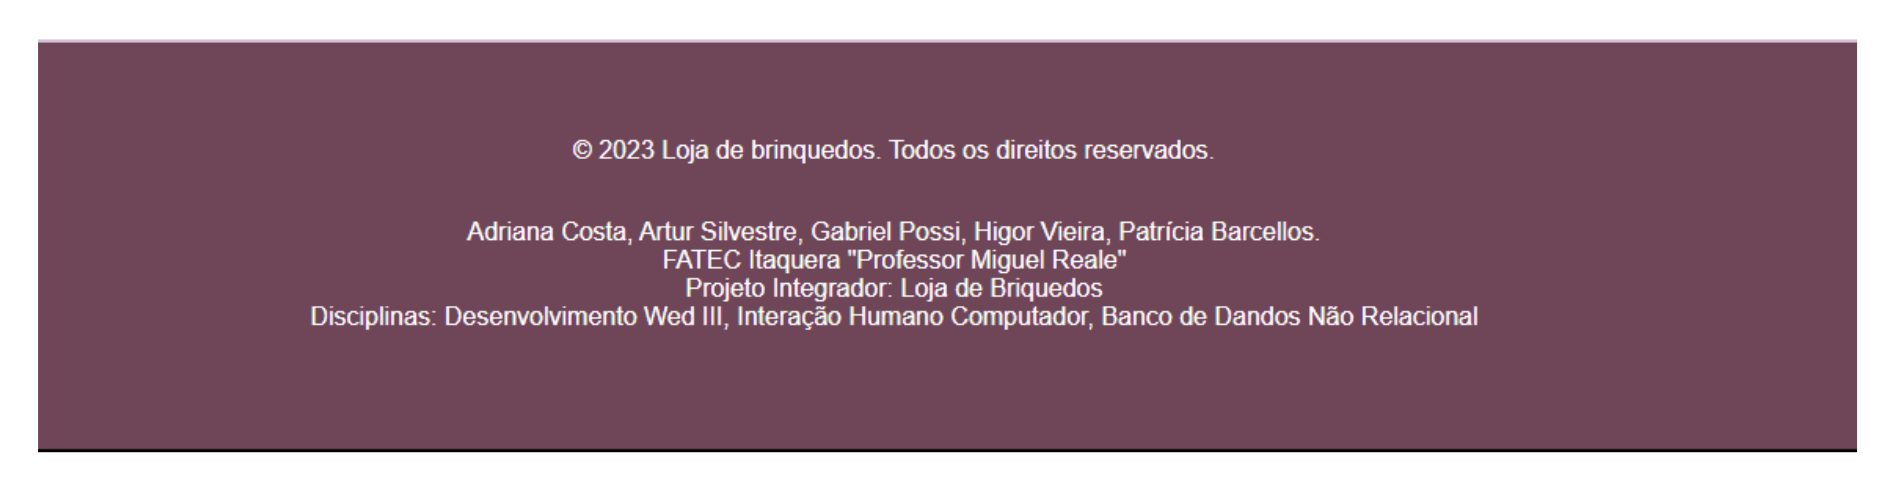 © 2023 Loja de brinquedos. Todos os direitos reservados.
Adriana Costa, Artur Silvestre, Gabriel Possi, Higor Vieira, Patrícia Barcellos.
FATEC Itaquera "Professor Miguel Reale"
Projeto Integrador: Loja de Briquedos
Disciplinas: Desenvolvimento Wed III, Interação Humano Computador, Banco de Dandos Não Relacional